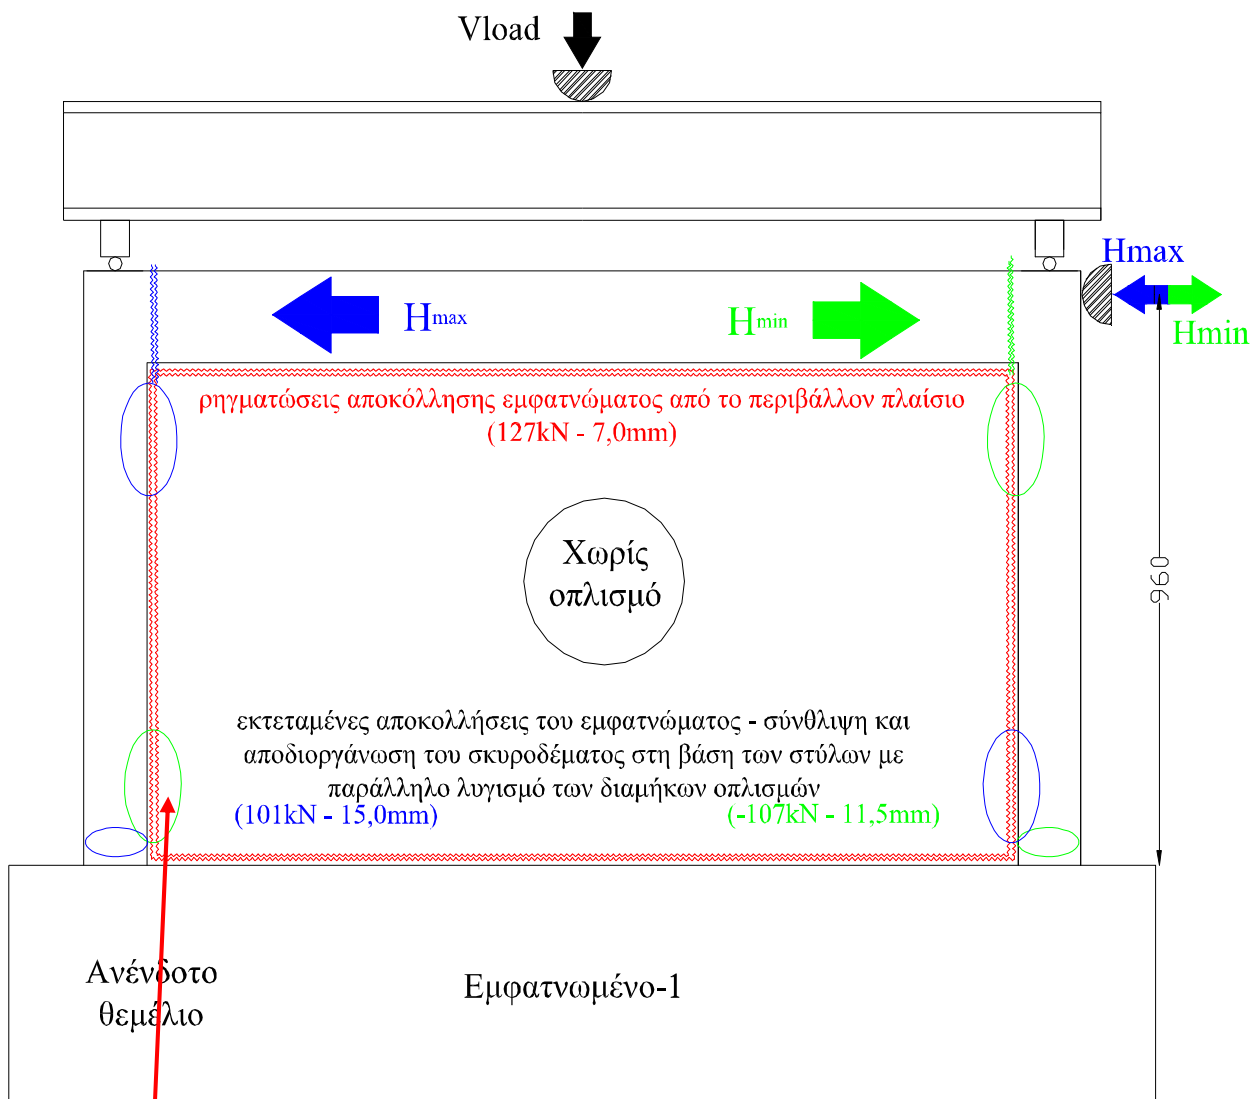 Vload
Hmax
Hmin
Hmax
Hmin
ρηγματώσεις αποκόλλησης εμφατνώματος από το περιβάλλον πλαίσιο
(127kN - 7,0mm)
Χωρίς
οπλισμό
960
εκτεταμένες αποκολλήσεις του εμφατνώματος - σύνθλιψη και
αποδιοργάνωση του σκυροδέματος στη βάση των στύλων με
παράλληλο λυγισμό των διαμήκων οπλισμών
(101kN - 15,0mm)
(-107kN - 11,5mm)
Ανένδοτο
θεμέλιο
Εμφατνωμένο-1